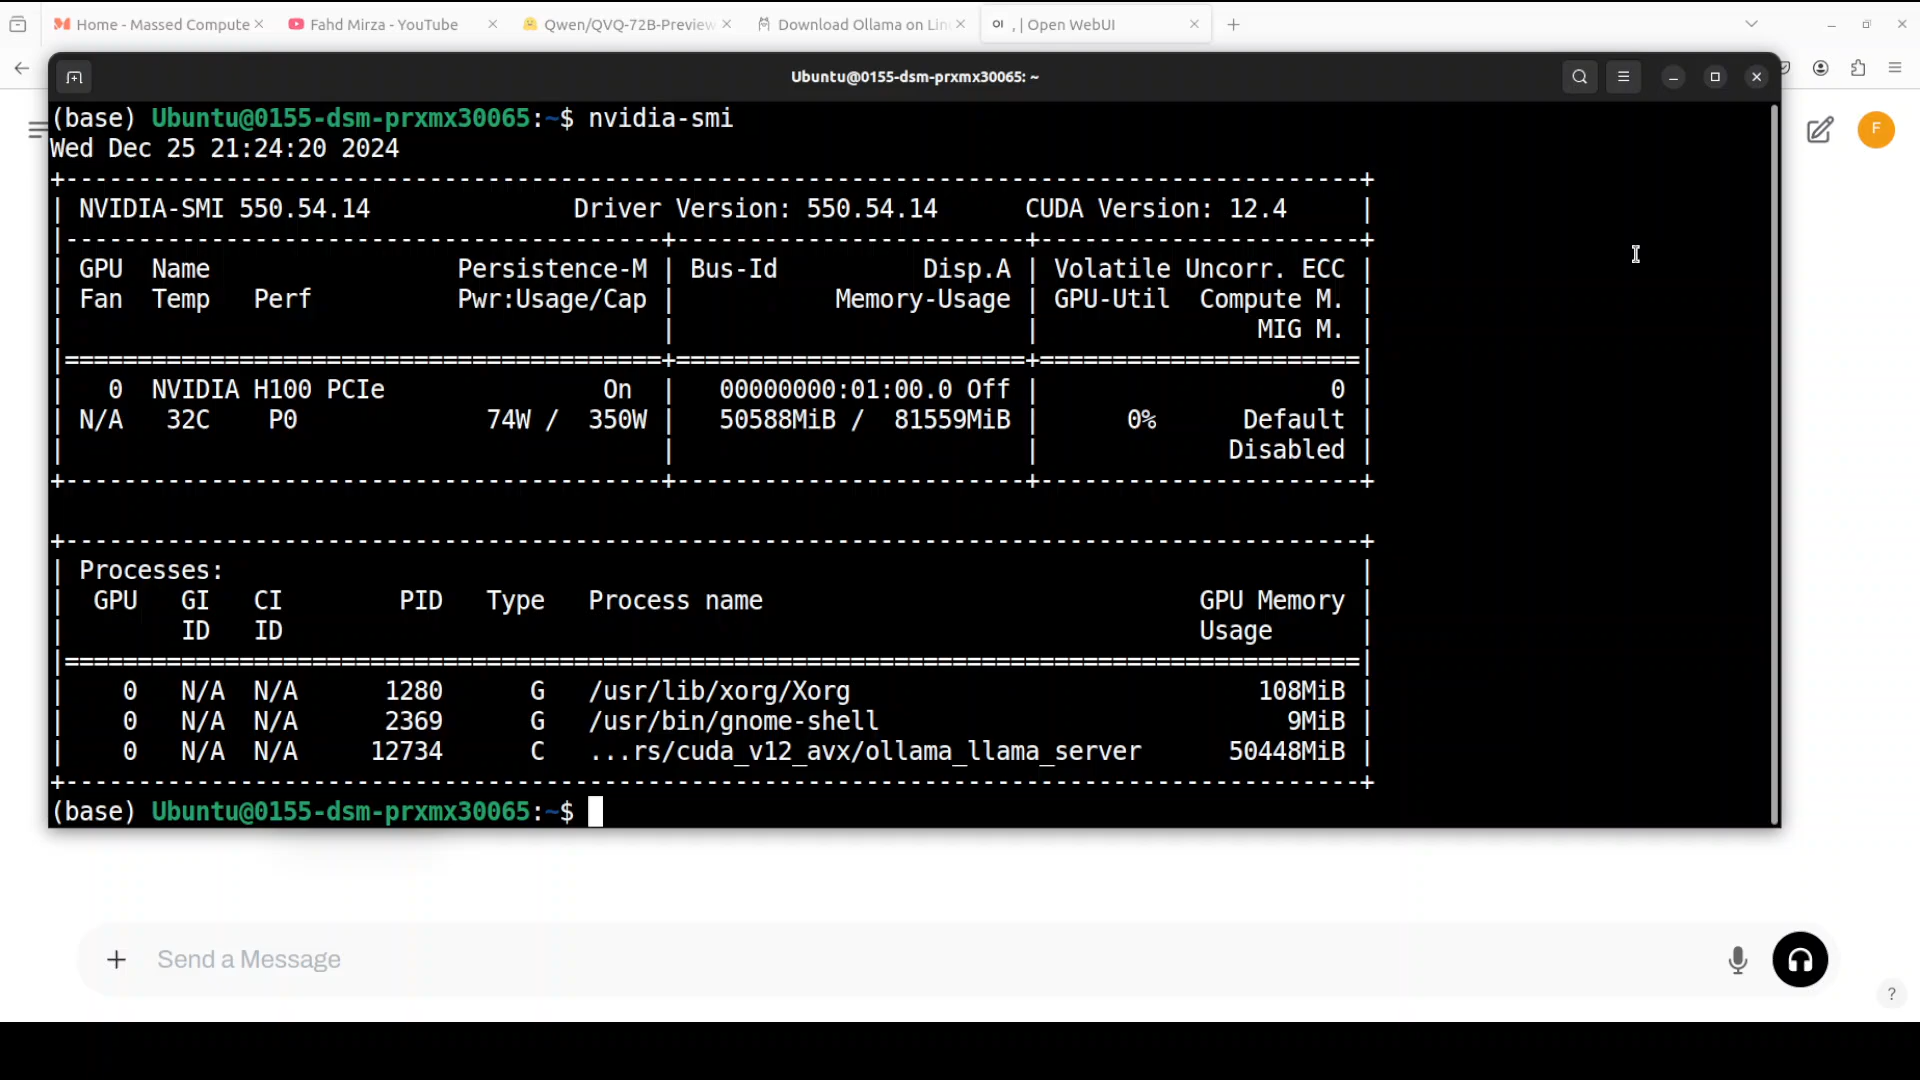 Home - Massed Compute
Fahd Mirza - YouTube
Qwen/QVQ-72B-Preview
Download Ollama on Lin
OI , | Open WebUI
Ubuntu@0155-dsm-prxmx30065: ~
(base) Ubuntu@0155-dsm-prxmx30065:~$ nvidia-smi
Wed Dec 25 21:24:20 2024
+-----------------------------------------------------------------------------------------+
| NVIDIA-SMI 550.54.14              Driver Version: 550.54.14      CUDA Version: 12.4     |
|-----------------------------------------+------------------------+----------------------+
| GPU  Name                 Persistence-M | Bus-Id          Disp.A | Volatile Uncorr. ECC |
| Fan  Temp   Perf          Pwr:Usage/Cap |           Memory-Usage | GPU-Util  Compute M. |
|                                         |                        |               MIG M. |
|=========================================+========================+======================|
|   0  NVIDIA H100 PCIe               On  |   00000000:01:00.0 Off |                    0 |
| N/A   32C    P0             74W /  350W |   50588MiB /  81559MiB |      0%      Default |
|                                         |                        |             Disabled |
+-----------------------------------------+------------------------+----------------------+
+-----------------------------------------------------------------------------------------+
| Processes:                                                                              |
|  GPU   GI   CI        PID   Type   Process name                              GPU Memory |
|        ID   ID                                                               Usage      |
|=========================================================================================|
|    0   N/A  N/A      1280      G   /usr/lib/xorg/Xorg                            108MiB |
|    0   N/A  N/A      2369      G   /usr/bin/gnome-shell                            9MiB |
|    0   N/A  N/A     12734      C   ...rs/cuda_v12_avx/ollama_llama_server      50448MiB |
+-----------------------------------------------------------------------------------------+
(base) Ubuntu@0155-dsm-prxmx30065:~$
F
Send a Message
?